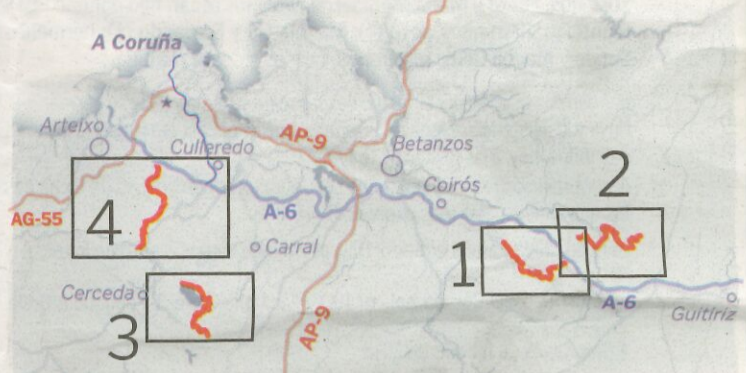 A Coruña
Arteixo
Culleredo
AP-9
Betanzos
Coirós
2
4
AG-55
A-6
Carral
1
Cerceda
3
AP-9
A-6
Guitiriz